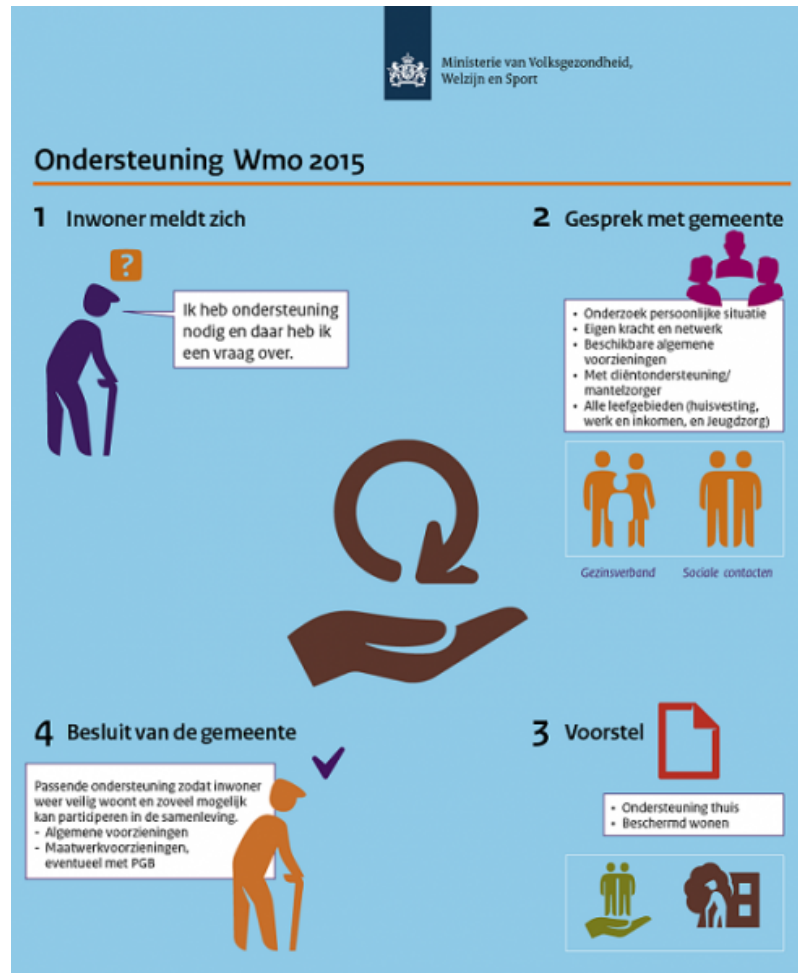 Ministerie van Volksgezondheid,
Welzijn en Sport
Ondersteuning Wmo 2015
1 Inwoner meldt zich
?
Ik heb ondersteuning
nodig en daar heb ik
een vraag over.
2 Gesprek met gemeente
• Onderzoek persoonlijke situatie
• Eigen kracht en netwerk
• Beschikbare algemene
voorzieningen
• Met cliëntondersteuning/
mantelzorger
• Alle leefgebieden (huisvesting,
werk en inkomen, en Jeugdzorg)
Gezinsverband
Sociale contacten
3 Voorstel
• Ondersteuning thuis
• Beschermd wonen
4 Besluit van de gemeente
Passende ondersteuning zodat inwoner
weer veilig woont en zoveel mogelijk
kan participeren in de samenleving.
- Algemene voorzieningen
- Maatwerkvoorzieningen,
eventueel met PGB